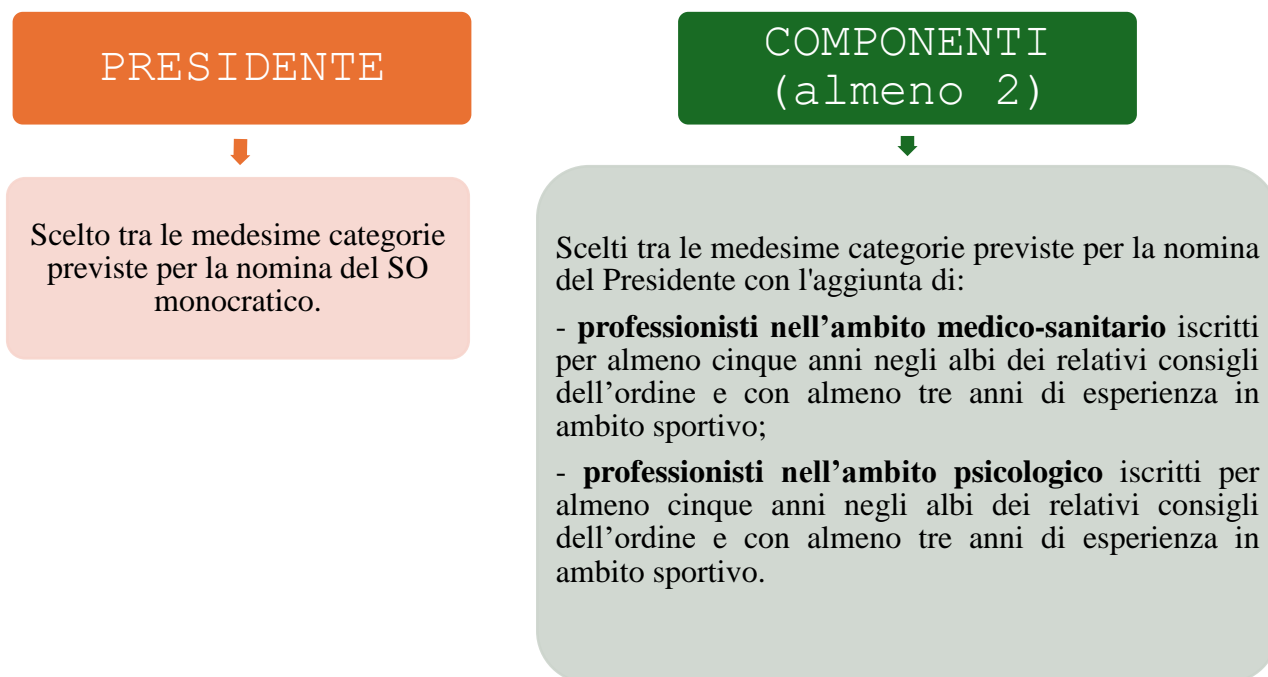 PRESIDENTE
Scelto tra le medesime categorie
previste per la nomina del SO
monocratico.
COMPONENTI
(almeno 2)
Scelti tra le medesime categorie previste per la nomina
del Presidente con l'aggiunta di:
- professionisti nell’ambito medico-sanitario iscritti
per almeno cinque anni negli albi dei relativi consigli
dell’ordine e con almeno tre anni di esperienza in
ambito sportivo;
- professionisti nell’ambito psicologico iscritti per
almeno cinque anni negli albi dei relativi consigli
dell’ordine e con almeno tre anni di esperienza in
ambito sportivo.